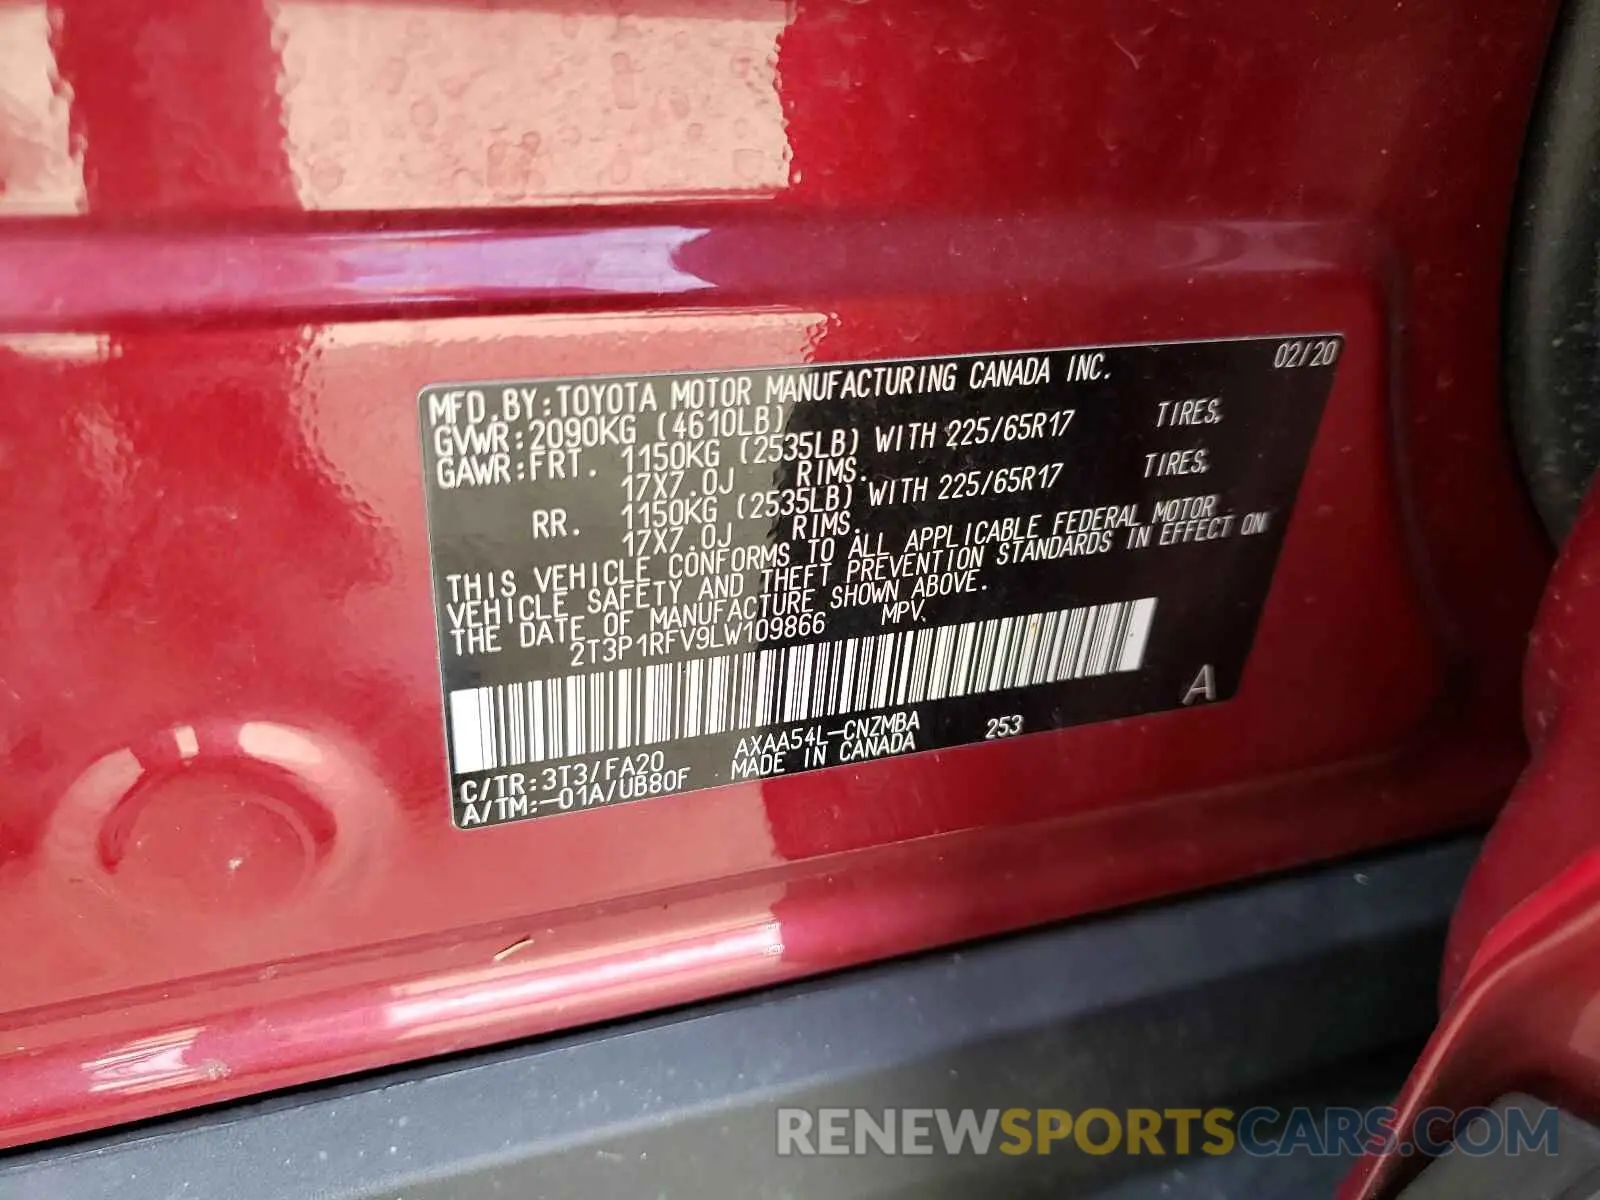 MFD.BY:TOYOTA MOTOR MANUFACTURING CANADA INC. 02/20
GVWR:2090KG (4610LB)
GAWR:FRT. 1150KG (2535LB) WITH 225/65R17 TIRES,
17X7.0J RIMS.
RR. 1150KG (2535LB) WITH 225/65R17 TIRES,
17X7.0J RIMS.
THIS VEHICLE CONFORMS TO ALL APPLICABLE FEDERAL MOTOR
VEHICLE SAFETY AND THEFT PREVENTION STANDARDS IN EFFECT ON
THE DATE OF MANUFACTURE SHOWN ABOVE.
2T3P1RFV9LW109866 MPV.
A
C/TR:3T3/FA20 AXAA54L-CNZMBA 253
A/TM:-01A/UB80F MADE IN CANADA
RENEWSPORTSCARS.COM